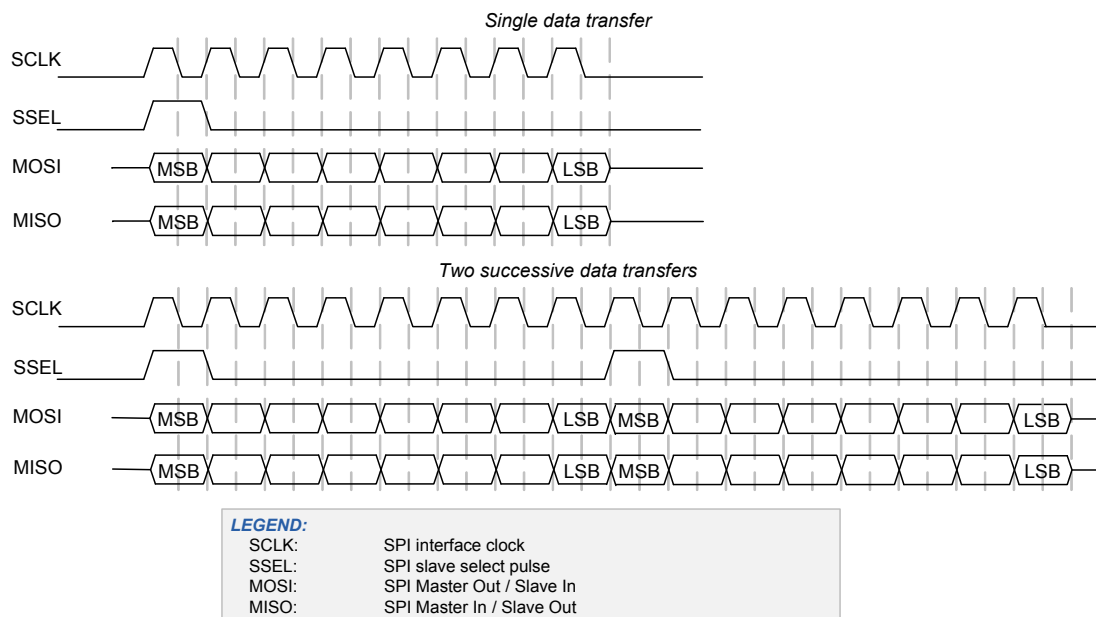 Single data transfer
SCLK
SSEL
MOSI MSB LSB
MISO MSB LSB
Two successive data transfers
SCLK
SSEL
MOSI MSB LSB MSB LSB
MISO MSB LSB MSB LSB
LEGEND:
SCLK: SPI interface clock
SSEL: SPI slave select pulse
MOSI: SPI Master Out / Slave In
MISO: SPI Master In / Slave Out